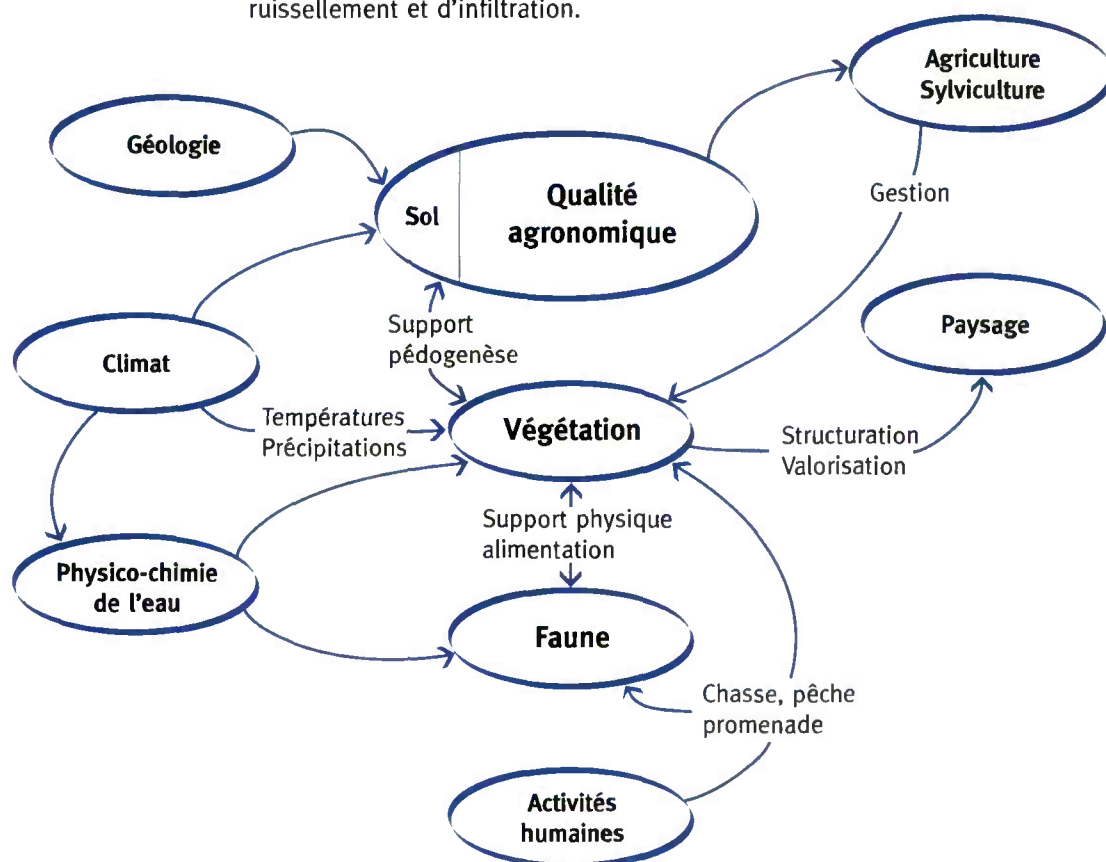 ruissellement et d'infiltration.
Agriculture
Sylviculture
Géologie
Sol
Qualité
agronomique
Gestion
Support
pédogenèse
Paysage
Climat
Températures
Précipitations
Végétation
Structuration
Valorisation
Support physique
alimentation
Physico-chimie
de l'eau
Faune
Chasse, pêche
promenade
Activités
humaines